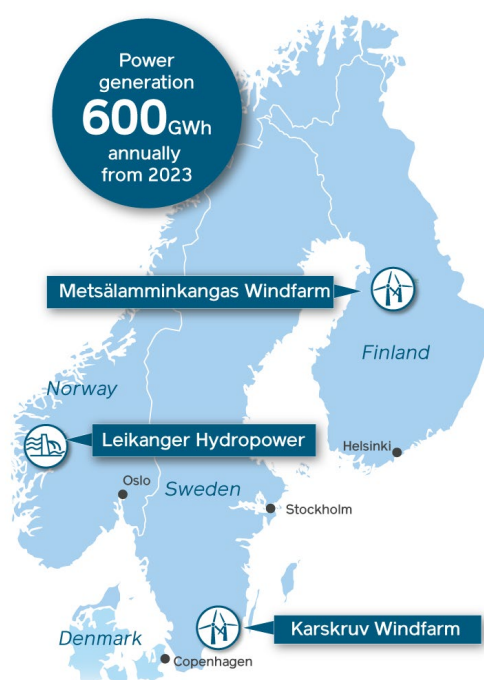 Power
generation
600GWh
annually
from 2023
Metsälamminkangas Windfarm
Finland
Norway
Leikanger Hydropower
Helsinki
Oslo
Sweden
Stockholm
Karskruv Windfarm
Denmark
Copenhagen